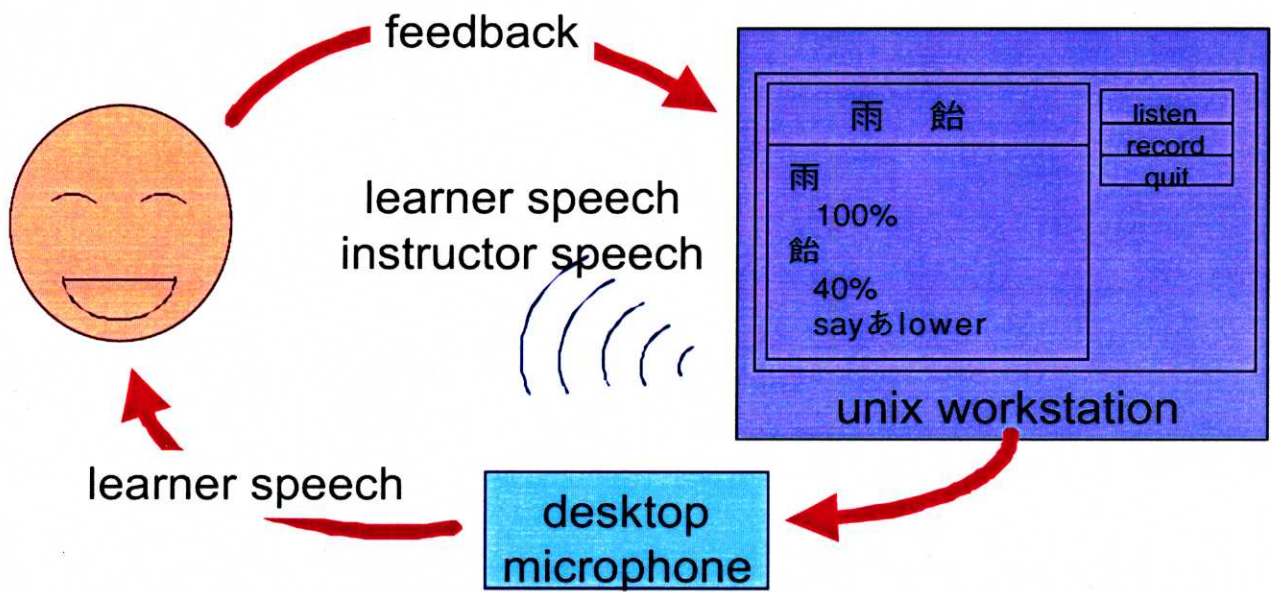 feedback
雨 飴
listen
record
quit
雨
100%
飴
40%
sayあlower
unix workstation
learner speech
instructor speech
learner speech
desktop
microphone